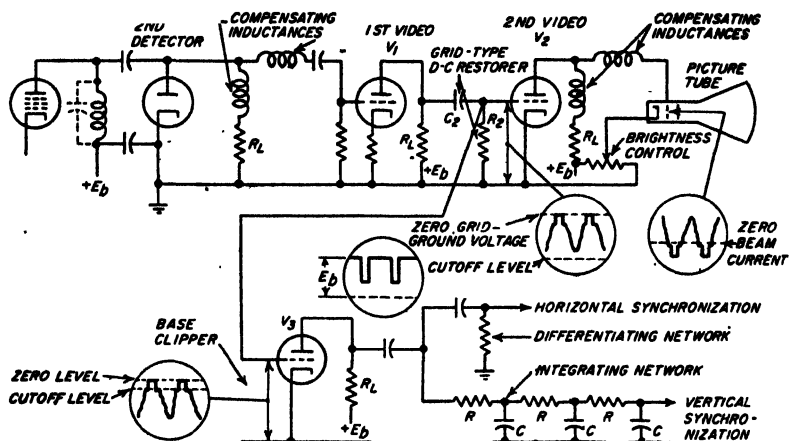 2ND
DETECTOR
COMPENSATING
INDUCTANCES
1ST VIDEO
V1
GRID-TYPE
D-C RESTORER
2ND VIDEO
V2
COMPENSATING
INDUCTANCES
PICTURE
TUBE
RL
RL
C2
R2
RL
BRIGHTNESS
CONTROL
+Eb
+Eb
+Eb
ZERO GRID-
GROUND VOLTAGE
CUTOFF LEVEL
ZERO
BEAM
CURRENT
Eb
V3
HORIZONTAL SYNCHRONIZATION
DIFFERENTIATING NETWORK
BASE
CLIPPER
ZERO LEVEL
CUTOFF LEVEL
RL
+Eb
INTEGRATING NETWORK
R
R
R
C
C
C
VERTICAL
SYNCHRO-
NIZATION